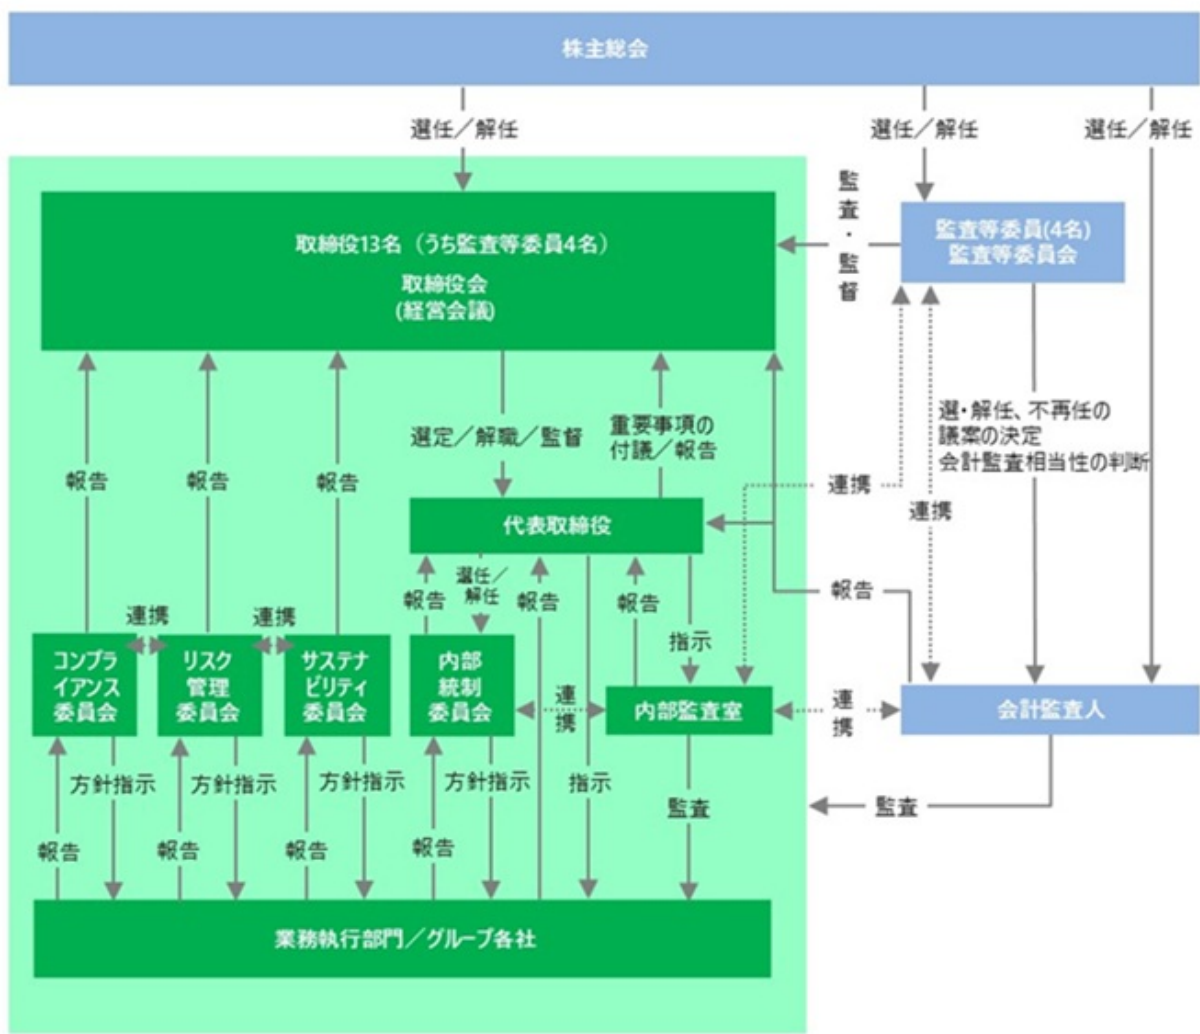 株主総会
選任／解任
選任／解任
選任／解任
取締役13名（うち監査等委員4名）
取締役会
(経営会議)
監査・監督
監査等委員(4名)
監査等委員会
選定／解職／監督
重要事項の
付議／報告
選・解任、不再任の
議案の決定
会計監査相当性の判断
報告
報告
報告
連携
連携
代表取締役
報告
選任／
解任
報告
報告
指示
報告
連携
連携
コンプラ
イアンス
委員会
リスク
管理
委員会
サステナ
ビリティ
委員会
内部
統制
委員会
連携
内部監査室
連携
会計監査人
方針指示
方針指示
方針指示
方針指示
指示
監査
監査
報告
報告
報告
報告
業務執行部門／グループ各社